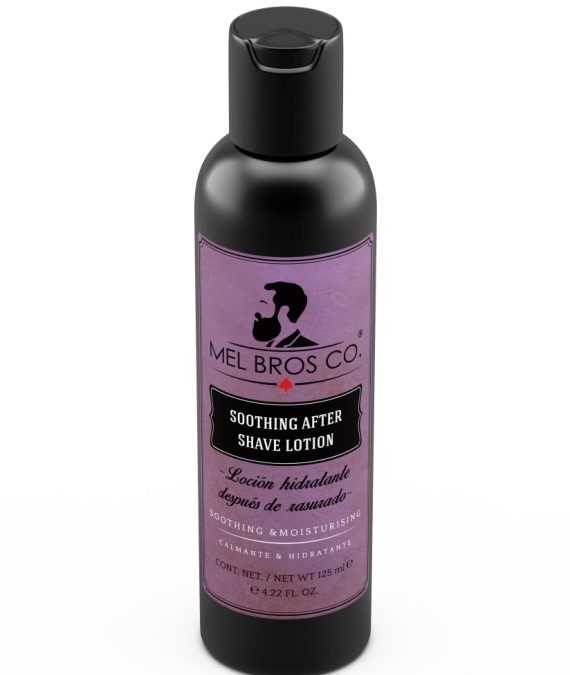 MEL BROS CO.®
SOOTHING AFTER
SHAVE LOTION
-Loción hidratante
después de rasurado-
SOOTHING & MOISTURISING
CALMANTE & HIDRATANTE
CONT. NET. / NET WT 125 ml e
e 4.22 FL. OZ.